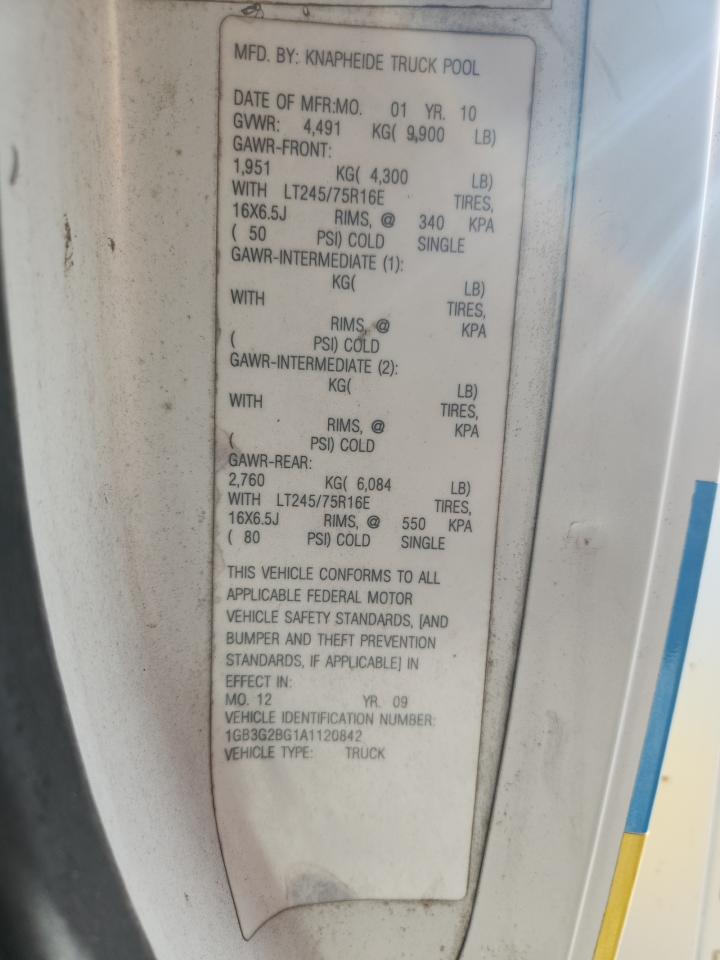 MFD. BY: KNAPHEIDE TRUCK POOL
DATE OF MFR:MO. 01 YR. 10
GVWR: 4,491 KG( 9,900 LB)
GAWR-FRONT:
1,951 KG( 4,300 LB)
WITH LT245/75R16E TIRES,
16X6.5J RIMS, @ 340 KPA
( 50 PSI) COLD SINGLE
GAWR-INTERMEDIATE (1):
KG( LB)
WITH TIRES,
RIMS, @ KPA
( PSI) COLD
GAWR-INTERMEDIATE (2):
KG( LB)
WITH TIRES,
RIMS, @ KPA
( PSI) COLD
GAWR-REAR:
2,760 KG( 6,084 LB)
WITH LT245/75R16E TIRES,
16X6.5J RIMS, @ 550 KPA
( 80 PSI) COLD SINGLE
THIS VEHICLE CONFORMS TO ALL
APPLICABLE FEDERAL MOTOR
VEHICLE SAFETY STANDARDS, [AND
BUMPER AND THEFT PREVENTION
STANDARDS, IF APPLICABLE] IN
EFFECT IN:
MO. 12 YR. 09
VEHICLE IDENTIFICATION NUMBER:
1GB3G2BG1A1120842
VEHICLE TYPE: TRUCK